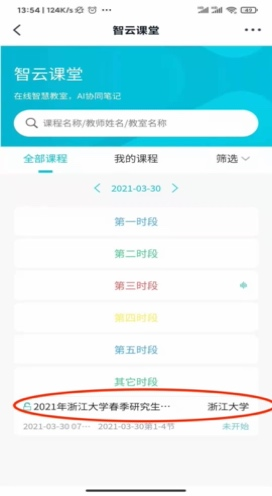 13:54 | 124K/s
49
智云课堂
智云课堂
在线智慧教室，AI协同笔记
课程名称/教师姓名/教室名称
全部课程 我的课程 筛选
2021-03-30
第一时段
第二时段
第三时段
第四时段
第五时段
其它时段
2021年浙江大学春季研究生… 浙江大学
2021-03-30 07… 2021-03-30第1-4节 未开始